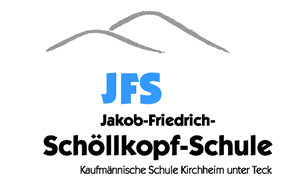 JFS
Jakob-Friedrich-
Schöllkopf-Schule
Kaufmännische Schule Kirchheim unter Teck